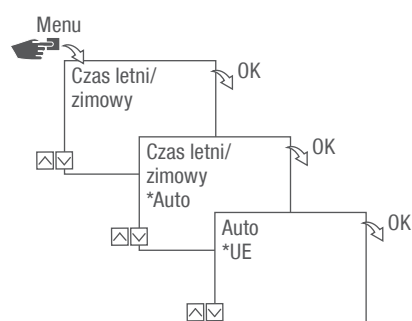 Menu
Czas letni/
zimowy
OK
Czas letni/
zimowy
*Auto
OK
Auto
*UE
OK